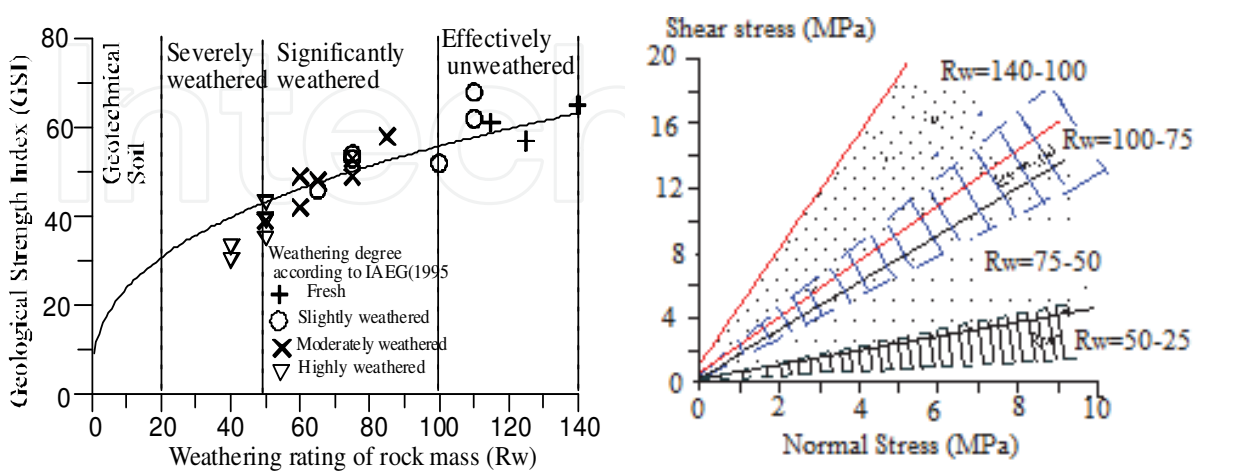 Geological Strength Index (GSI)
80
60
40
20
0
Geotechnical
Soil
Severely
weathered
Significantly
weathered
Effectively
unweathered
Weathering degree
according to IAEG(1995
Fresh
Slightly weathered
Moderately weathered
Highly weathered
0 20 40 60 80 100 120 140
Weathering rating of rock mass (Rw)
Shear stress (MPa)
20
16
12
8
4
0
Rw=140-100
Rw=100-75
Rw=75-50
Rw=50-25
0 2 4 6 8 10
Normal Stress (MPa)